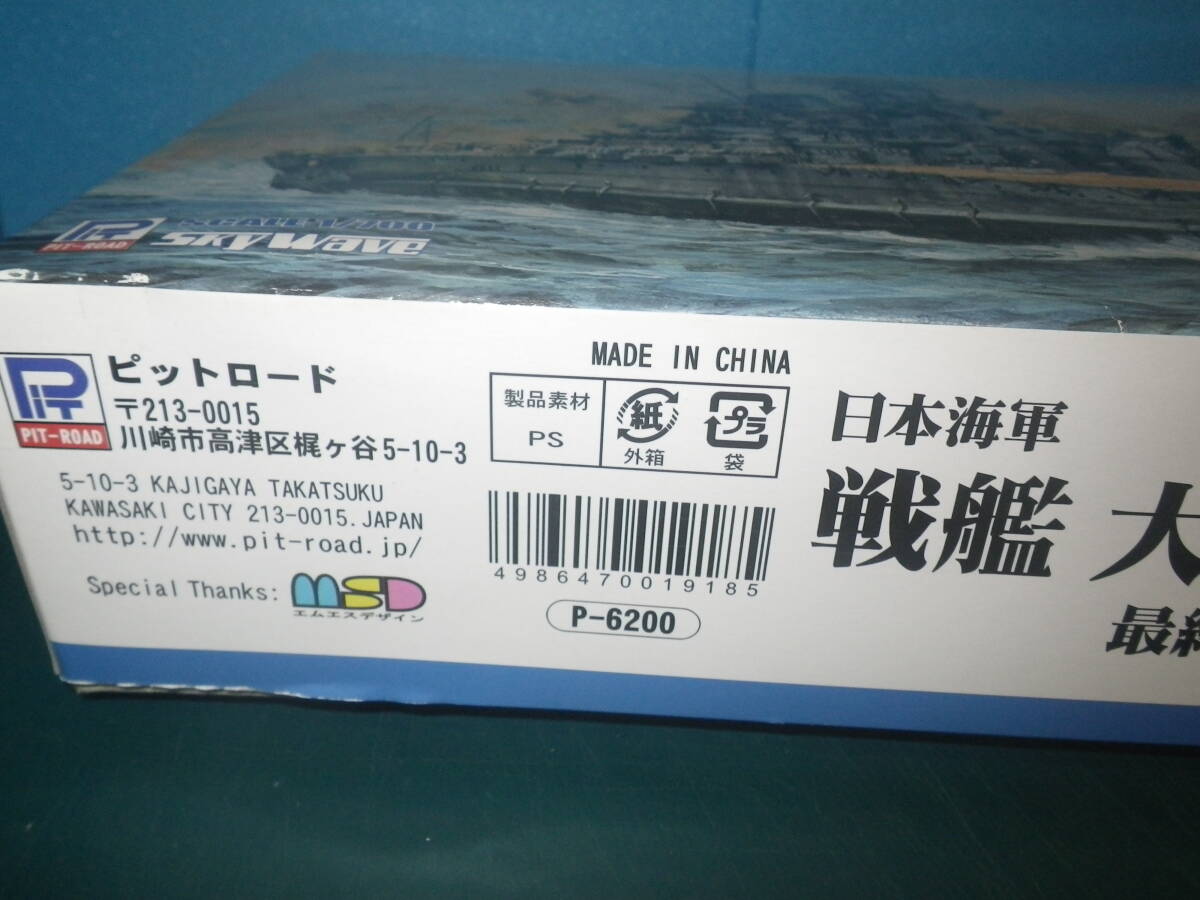 PIT-ROAD
SCALE 1/700
SKY WAVE
PIT
PIT-ROAD
ピットロード
〒213-0015
川崎市高津区梶ヶ谷5-10-3
5-10-3 KAJIGAYA TAKATSUKU
KAWASAKI CITY 213-0015. JAPAN
http://www.pit-road.jp/
Special Thanks: MSD
エムエスデザイン
MADE IN CHINA
製品素材
PS
紙
外箱
プラ
袋
4986470019185
P-6200
日本海軍
戦艦 大
最終